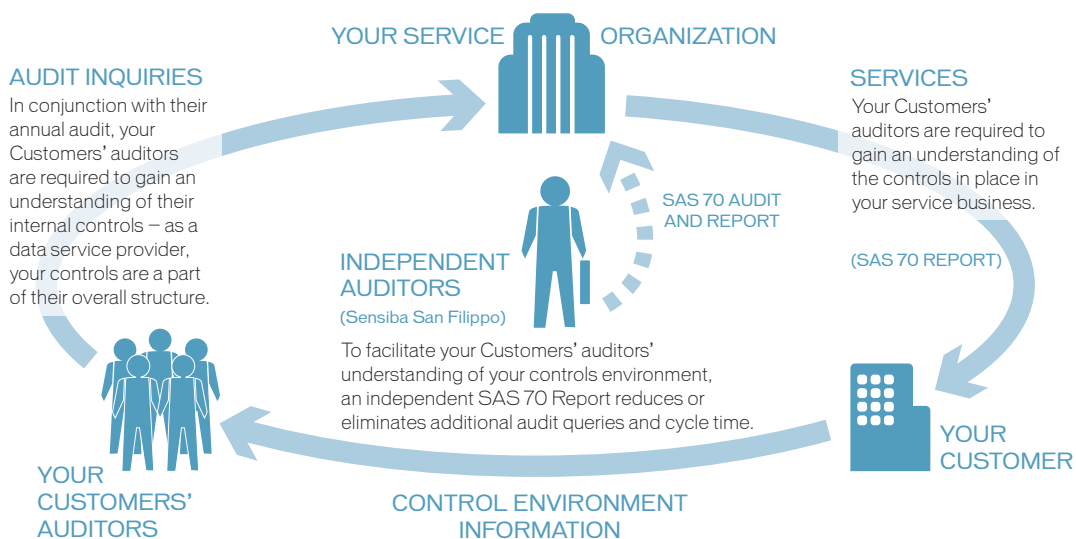 YOUR SERVICE ORGANIZATION
AUDIT INQUIRIES
In conjunction with their
annual audit, your
Customers' auditors
are required to gain an
understanding of their
internal controls – as a
data service provider,
your controls are a part
of their overall structure.
SERVICES
Your Customers'
auditors are required to
gain an understanding of
the controls in place in
your service business.
(SAS 70 REPORT)
SAS 70 AUDIT
AND REPORT
INDEPENDENT
AUDITORS
(Sensiba San Filippo)
To facilitate your Customers' auditors'
understanding of your controls environment,
an independent SAS 70 Report reduces or
eliminates additional audit queries and cycle time.
YOUR
CUSTOMER
YOUR
CUSTOMERS'
AUDITORS
CONTROL ENVIRONMENT
INFORMATION